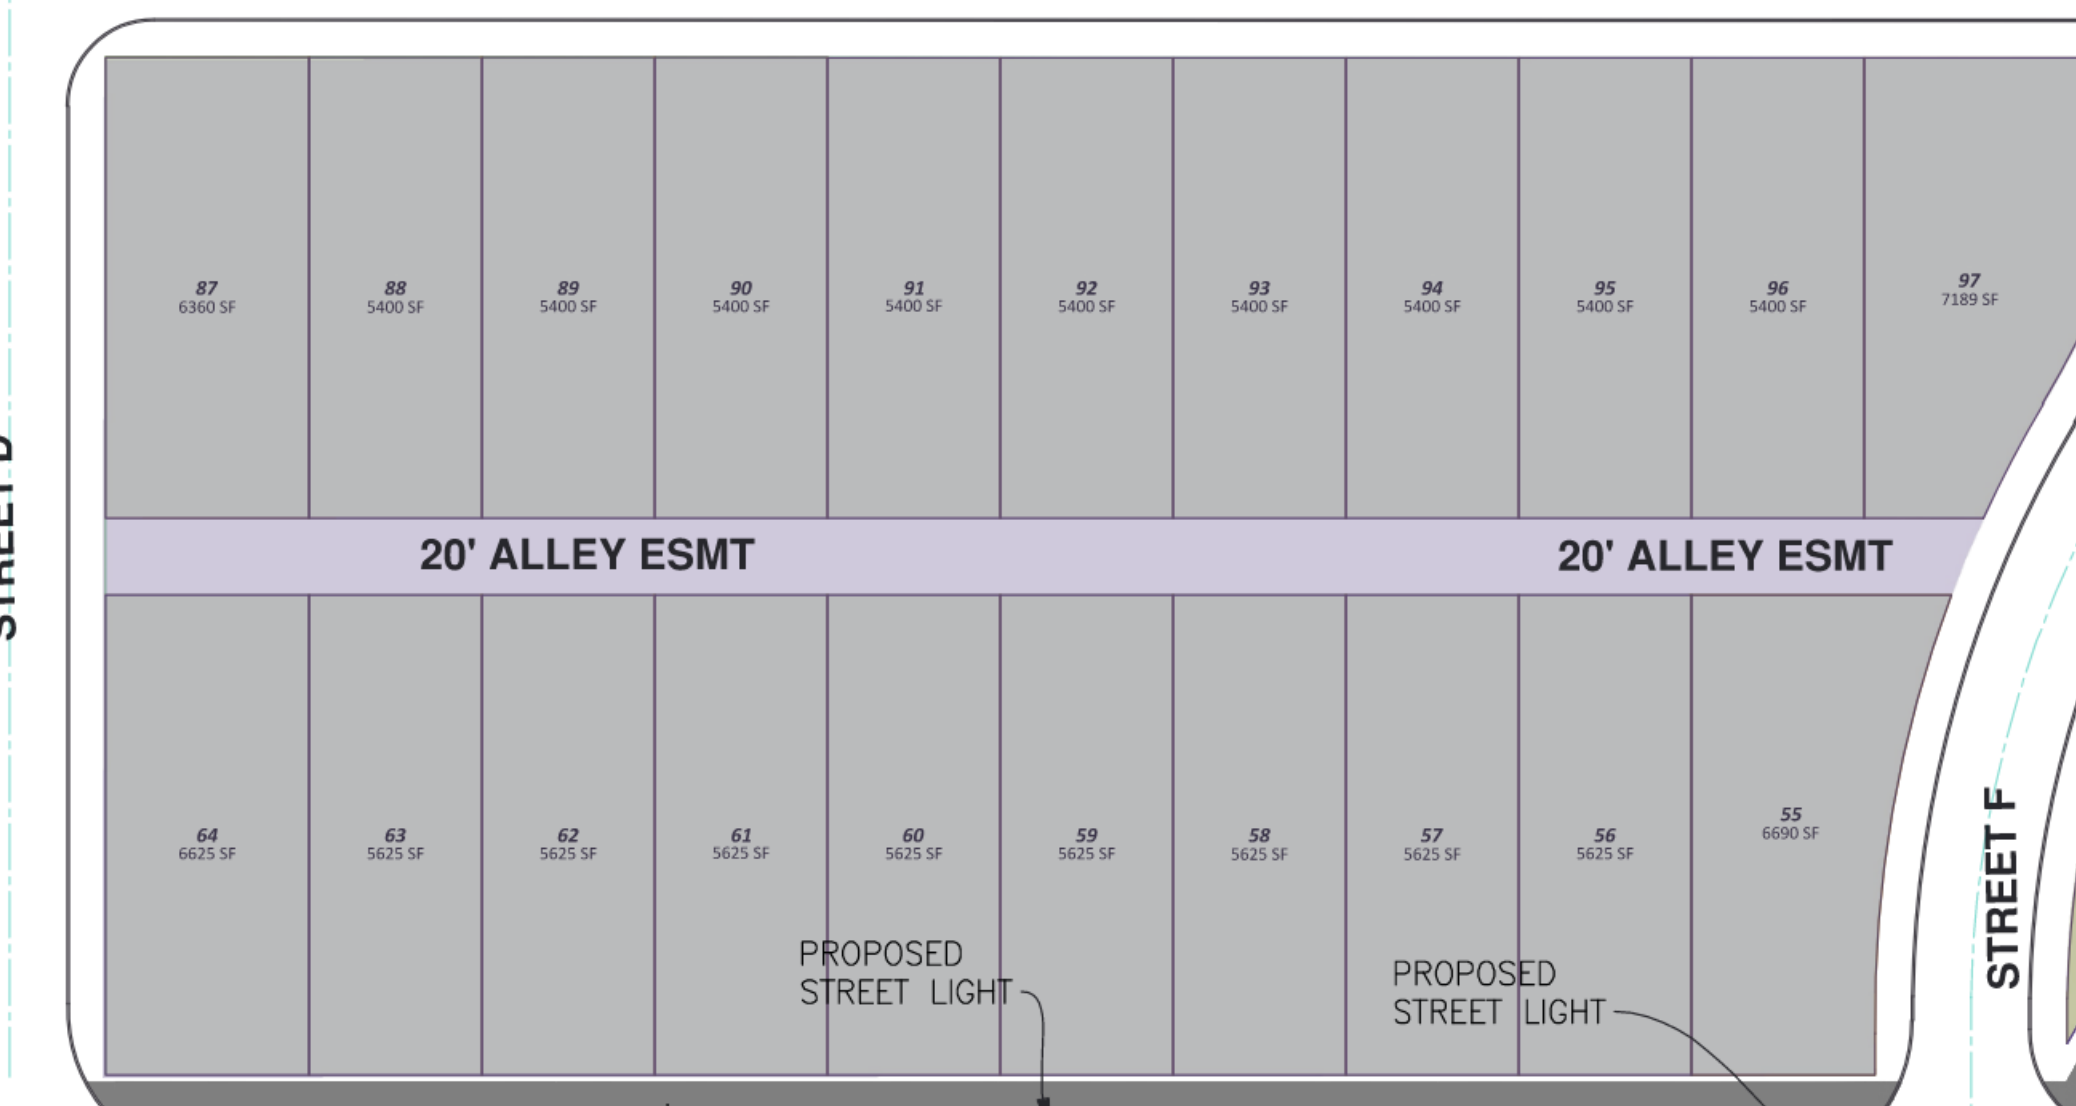 87
6360 SF
88
5400 SF
89
5400 SF
90
5400 SF
91
5400 SF
92
5400 SF
93
5400 SF
94
5400 SF
95
5400 SF
96
5400 SF
97
7189 SF
20' ALLEY ESMT
20' ALLEY ESMT
64
6625 SF
63
5625 SF
62
5625 SF
61
5625 SF
60
5625 SF
59
5625 SF
58
5625 SF
57
5625 SF
56
5625 SF
55
6690 SF
PROPOSED
STREET LIGHT
PROPOSED
STREET LIGHT
STREET F
STREET